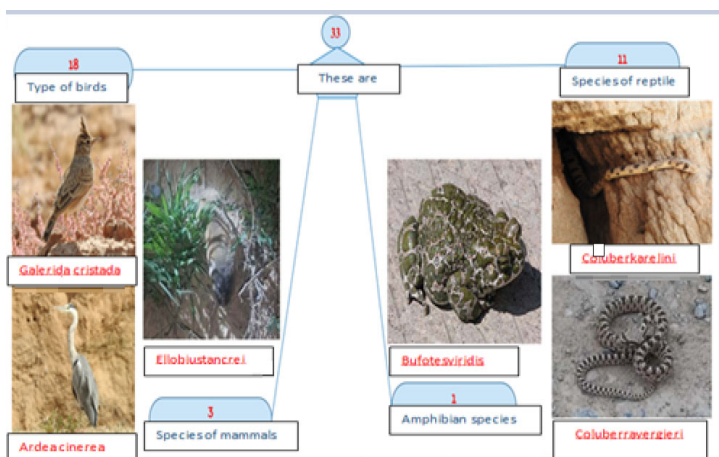 33
These are
18
Type of birds
11
Species of reptile
Galerida cristada
Coluberkarelini
Ellobiustancrei
Bufotesviridis
Ardeacinerea
3
Species of mammals
1
Amphibian species
Coluberravergieri